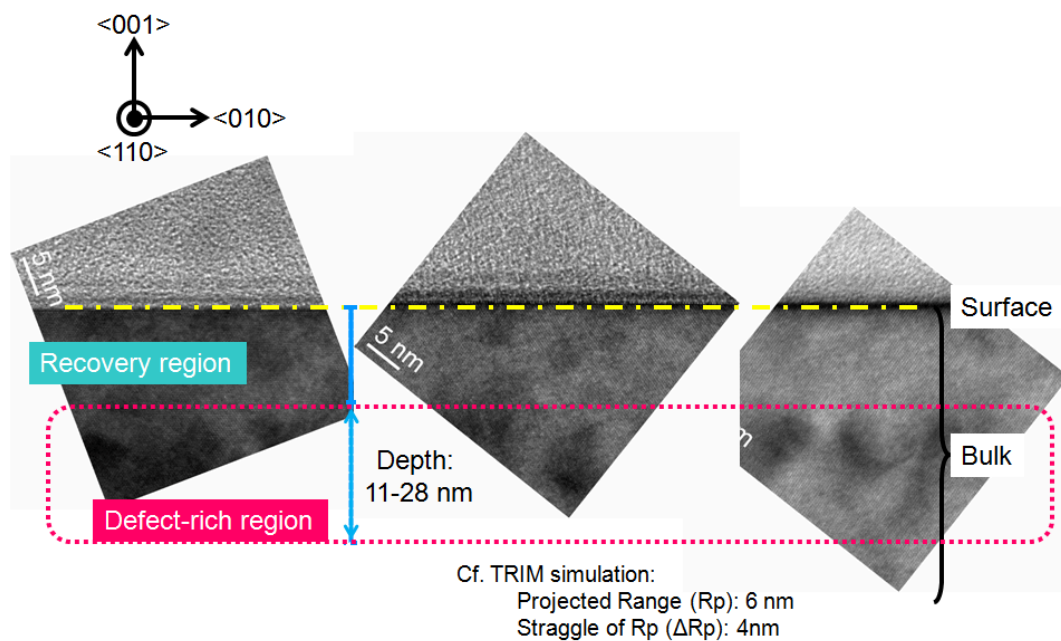 <001>
<010>
<110>
5 nm
5 nm
Surface
Recovery region
Bulk
Depth:
11-28 nm
Defect-rich region
Cf. TRIM simulation:
Projected Range (Rp): 6 nm
Straggle of Rp (ΔRp): 4nm